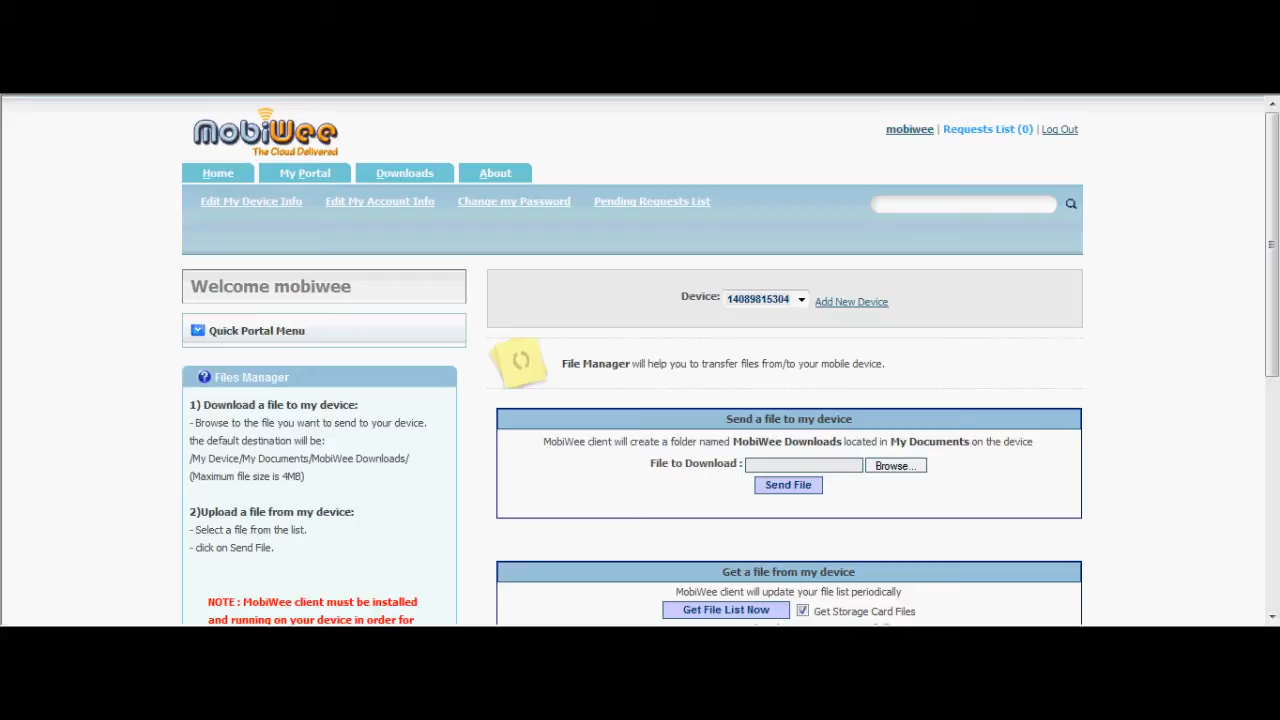 MobiWee
The Cloud Delivered
mobiwee | Requests List (0) | Log Out
Home My Portal Downloads About
Edit My Device Info Edit My Account Info Change my Password Pending Requests List
Welcome mobiwee
Device: 14089815304 Add New Device
Quick Portal Menu
File Manager will help you to transfer files from/to your mobile device.
Files Manager
1) Download a file to my device:
- Browse to the file you want to send to your device.
the default destination will be:
/My Device/My Documents/MobiWee Downloads/
(Maximum file size is 4MB)
2)Upload a file from my device:
- Select a file from the list.
- click on Send File.
NOTE : MobiWee client must be installed
and running on your device in order for
Send a file to my device
MobiWee client will create a folder named MobiWee Downloads located in My Documents on the device
File to Download : Browse...
Send File
Get a file from my device
MobiWee client will update your file list periodically
Get File List Now Get Storage Card Files